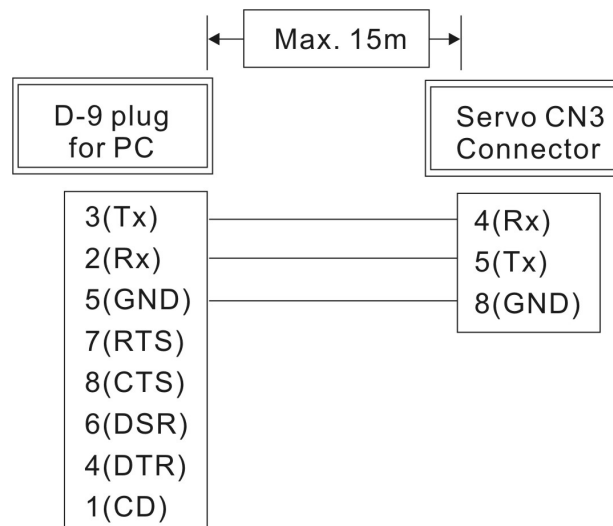 Max. 15m
D-9 plug
for PC
Servo CN3
Connector
3(Tx)
2(Rx)
5(GND)
7(RTS)
8(CTS)
6(DSR)
4(DTR)
1(CD)
4(Rx)
5(Tx)
8(GND)